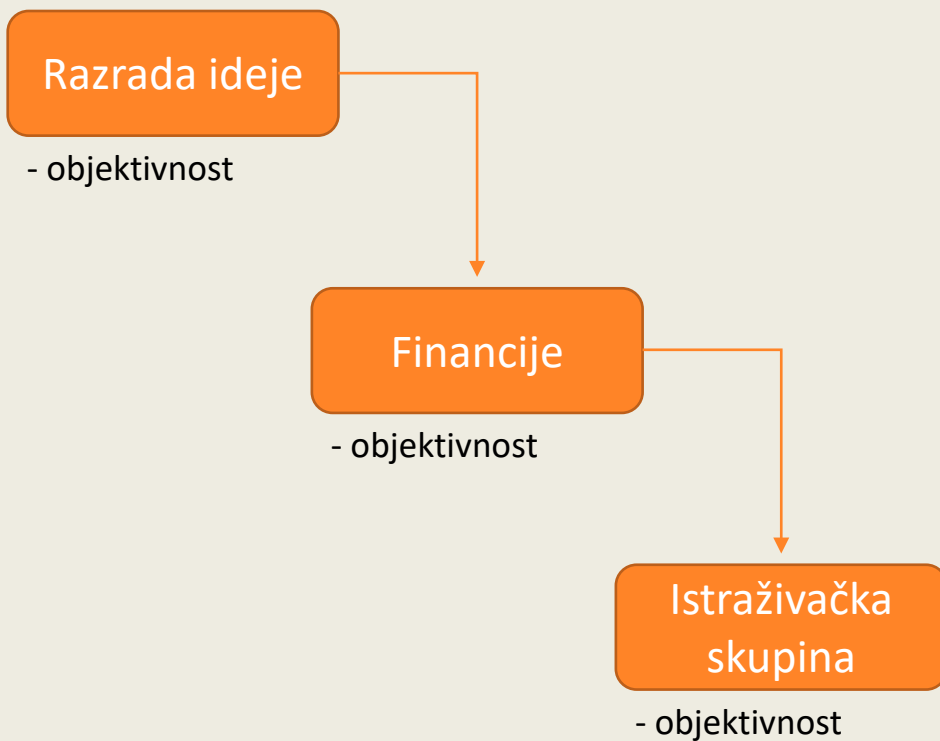 Razrada ideje
- objektivnost
Financije
- objektivnost
Istraživačka
skupina
- objektivnost